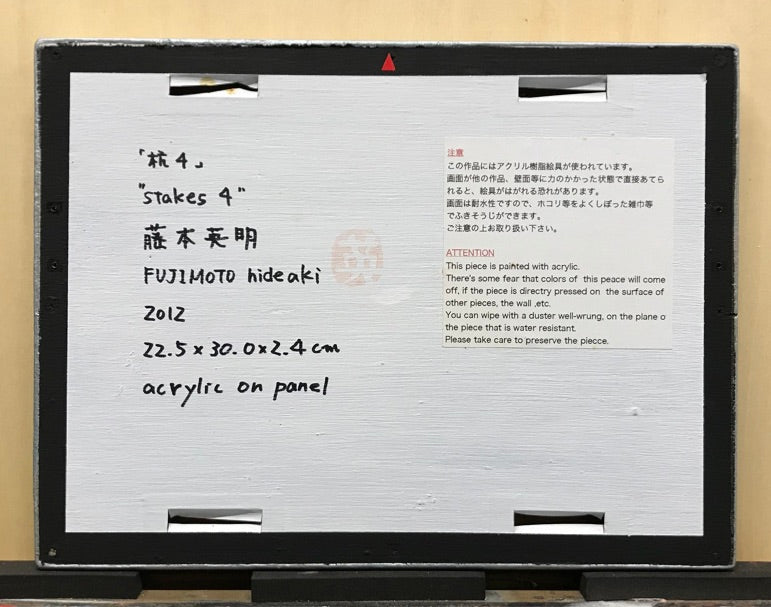 「杭4」
"stakes 4"
藤本英明
FUJIMOTO hideaki
2012
22.5×30.0×2.4cm
acrylic on panel
注意
この作品にはアクリル樹脂絵具が使われています。
画面が他の作品、壁面等に力のかかった状態で直接あてら
れると、絵具がはがれる恐れがあります。
画面は耐水性ですので、ホコリ等をよくしぼった雑巾等
でふきそうじができます。
ご注意の上お取り扱い下さい。
ATTENTION
This piece is painted with acrylic.
There's some fear that colors of this peace will come
off, if the piece is directry pressed on the surface of
other pieces, the wall ,etc.
You can wipe with a duster well-wrung, on the plane o
the piece that is water resistant.
Please take care to preserve the piecce.